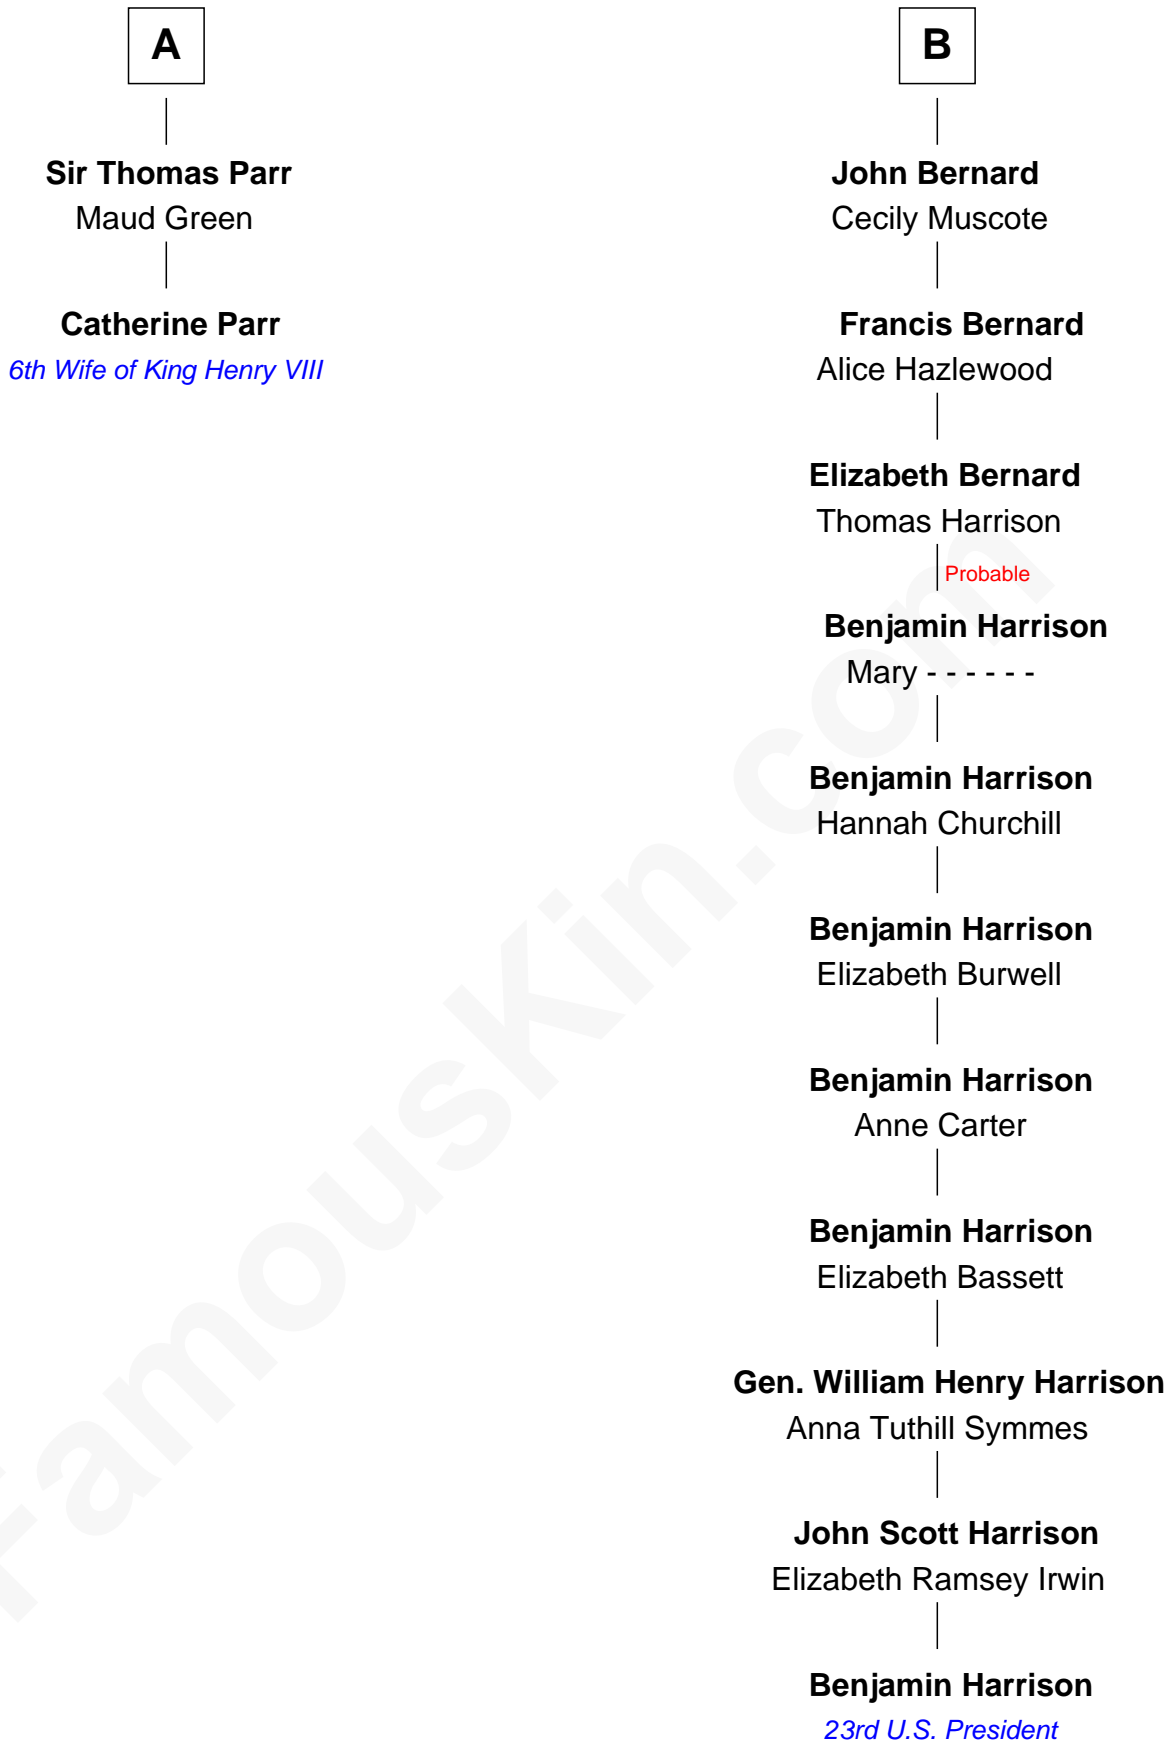 A
Sir Thomas Parr
Maud Green
Catherine Parr
6th Wife of King Henry VIII
B
John Bernard
Cecily Muscote
Francis Bernard
Alice Hazlewood
Elizabeth Bernard
Thomas Harrison
Probable
Benjamin Harrison
Mary - - - - - -
Benjamin Harrison
Hannah Churchill
Benjamin Harrison
Elizabeth Burwell
Benjamin Harrison
Anne Carter
Benjamin Harrison
Elizabeth Bassett
Gen. William Henry Harrison
Anna Tuthill Symmes
John Scott Harrison
Elizabeth Ramsey Irwin
Benjamin Harrison
23rd U.S. President
FamousKin.com